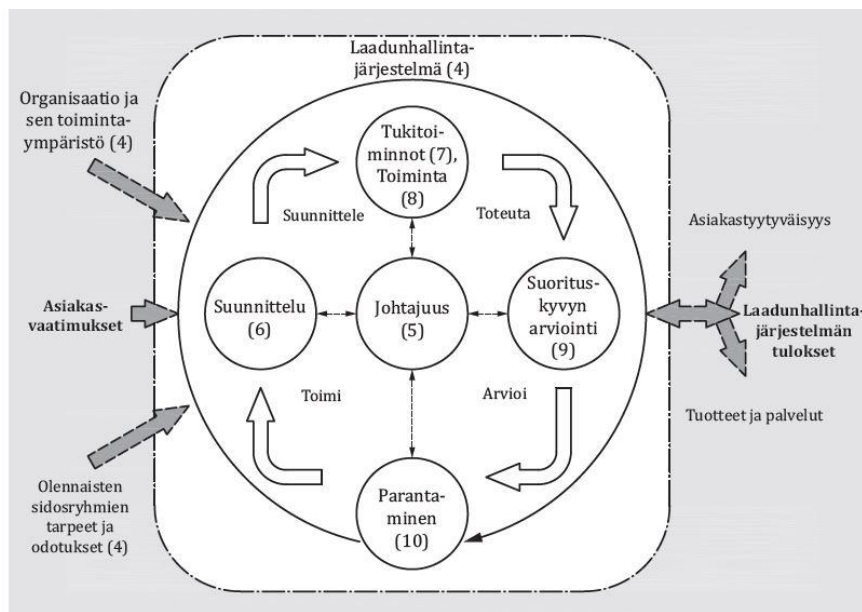 Laadunhallinta-
järjestelmä (4)
Organisaatio ja
sen toiminta-
ympäristö (4)
Tukitoi-
minnot (7),
Toiminta
(8)
Suunnittele
Toteuta
Asiakastyytyväisyys
Asiakas-
vaatimukset
Suunnittelu
(6)
Johtajuus
(5)
Suoritus-
kyvyn
arviointi
(9)
Laadunhallinta-
järjestelmän
tulokset
Toimi
Arvioi
Tuotteet ja palvelut
Olennaisten
sidosryhmien
tarpeet ja
odotukset (4)
Paranta-
minen
(10)